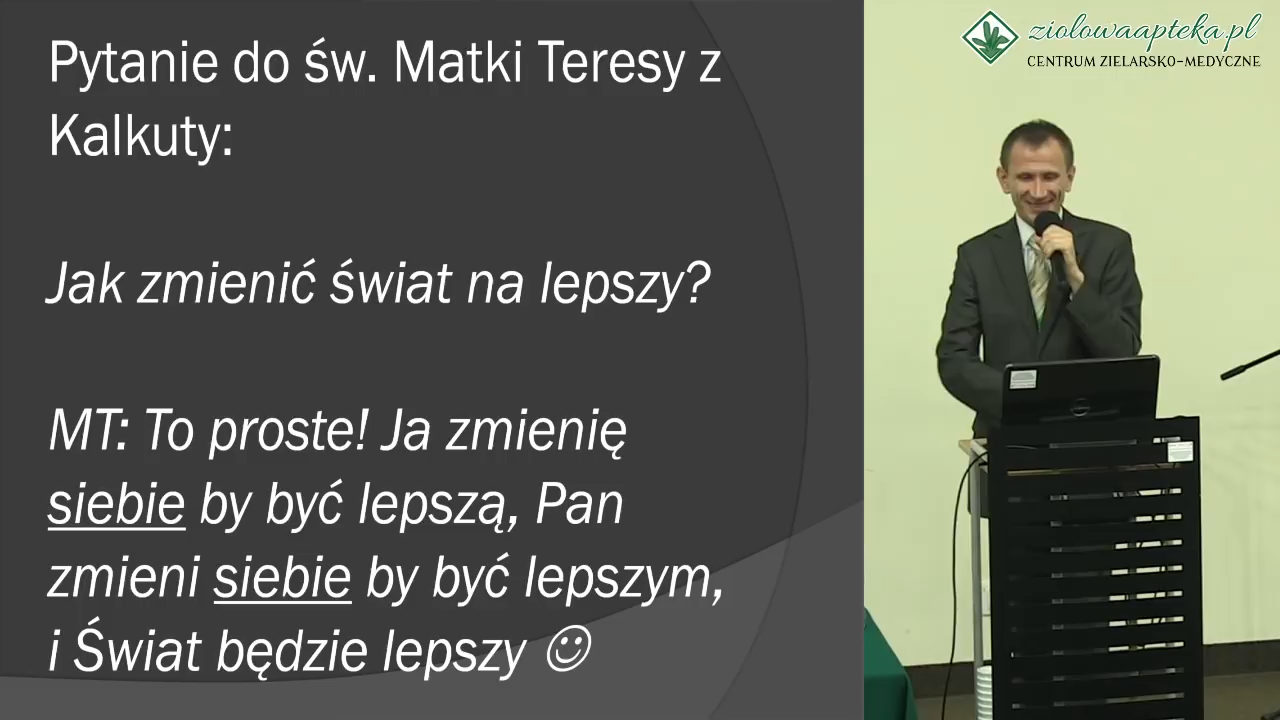 Pytanie do św. Matki Teresy z
Kalkuty:
Jak zmienić świat na lepszy?
MT: To proste! Ja zmienię
siebie by być lepszą, Pan
zmieni siebie by być lepszym,
i Świat będzie lepszy ☺
ziolowaapteka.pl
CENTRUM ZIELARSKO-MEDYCZNE